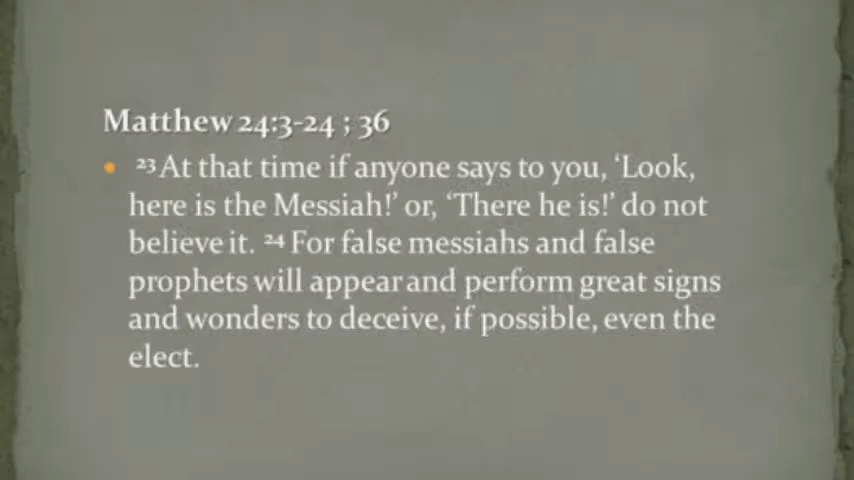 Matthew 24:3-24 ; 36
• ²³ At that time if anyone says to you, ‘Look,
here is the Messiah!’ or, ‘There he is!’ do not
believe it. ²⁴ For false messiahs and false
prophets will appear and perform great signs
and wonders to deceive, if possible, even the
elect.